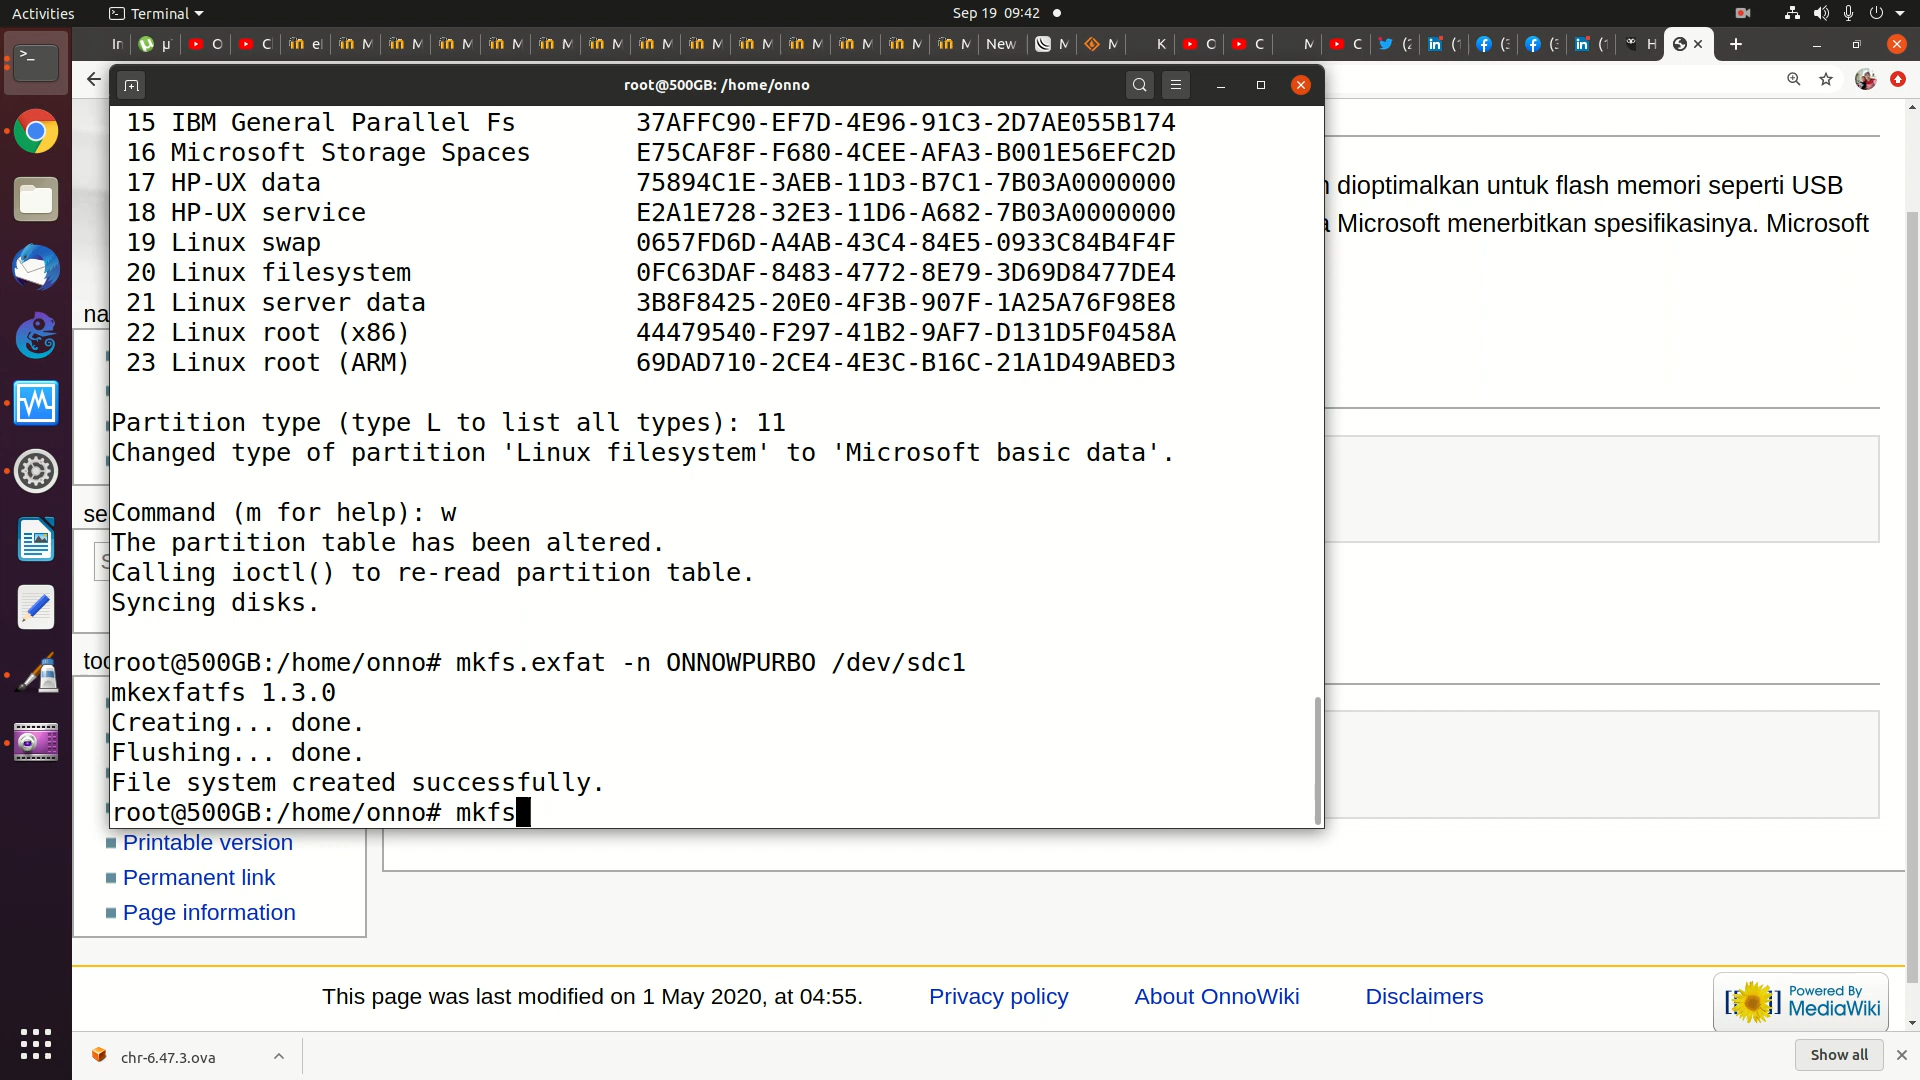 Activities
Terminal
Sep 19 09:42
New
root@500GB: /home/onno
15 IBM General Parallel Fs 37AFFC90-EF7D-4E96-91C3-2D7AE055B174
16 Microsoft Storage Spaces E75CAF8F-F680-4CEE-AFA3-B001E56EFC2D
17 HP-UX data 75894C1E-3AEB-11D3-B7C1-7B03A0000000
18 HP-UX service E2A1E728-32E3-11D6-A682-7B03A0000000
19 Linux swap 0657FD6D-A4AB-43C4-84E5-0933C84B4F4F
20 Linux filesystem 0FC63DAF-8483-4772-8E79-3D69D8477DE4
21 Linux server data 3B8F8425-20E0-4F3B-907F-1A25A76F98E8
22 Linux root (x86) 44479540-F297-41B2-9AF7-D131D5F0458A
23 Linux root (ARM) 69DAD710-2CE4-4E3C-B16C-21A1D49ABED3
Partition type (type L to list all types): 11
Changed type of partition 'Linux filesystem' to 'Microsoft basic data'.
Command (m for help): w
The partition table has been altered.
Calling ioctl() to re-read partition table.
Syncing disks.
root@500GB:/home/onno# mkfs.exfat -n ONNOWPURBO /dev/sdc1
mkexfatfs 1.3.0
Creating... done.
Flushing... done.
File system created successfully.
root@500GB:/home/onno# mkfs
dioptimalkan untuk flash memori seperti USB
Microsoft menerbitkan spesifikasinya. Microsoft
Printable version
Permanent link
Page information
This page was last modified on 1 May 2020, at 04:55.
Privacy policy
About OnnoWiki
Disclaimers
Powered By
MediaWiki
chr-6.47.3.ova
Show all